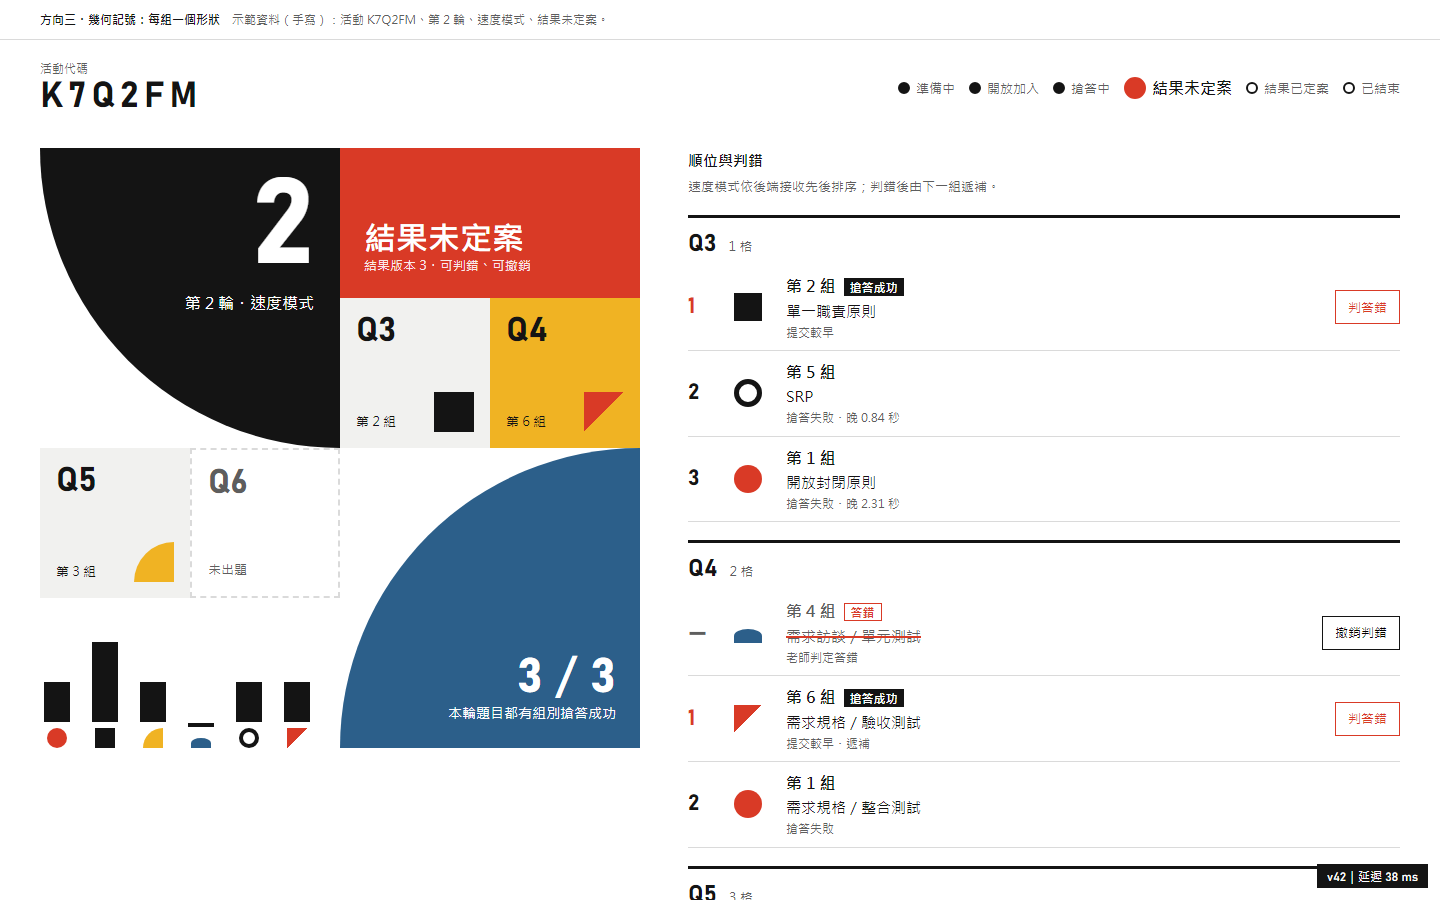 方向三・幾何記號：每組一個形狀 示範資料（手寫）：活動 K7Q2FM、第 2 輪、速度模式、結果未定案。
活動代碼
K7Q2FM
準備中 開放加入 搶答中 結果未定案 結果已定案 已結束
2
第 2 輪・速度模式
結果未定案
結果版本 3・可判錯、可撤銷
Q3
第 2 組
Q4
第 6 組
Q5
第 3 組
Q6
未出題
3 / 3
本輪題目都有組別搶答成功
順位與判錯
速度模式依後端接收先後排序；判錯後由下一組遞補。
Q3 1 格
1
第 2 組 搶答成功
單一職責原則
提交較早
判答錯
2
第 5 組
SRP
搶答失敗・晚 0.84 秒
3
第 1 組
開放封閉原則
搶答失敗・晚 2.31 秒
Q4 2 格
—
第 4 組 答錯
需求訪談 / 單元測試
老師判定答錯
撤銷判錯
1
第 6 組 搶答成功
需求規格 / 驗收測試
提交較早・遞補
判答錯
2
第 1 組
需求規格 / 整合測試
搶答失敗
Q5 3 格
v42 | 延遲 38 ms